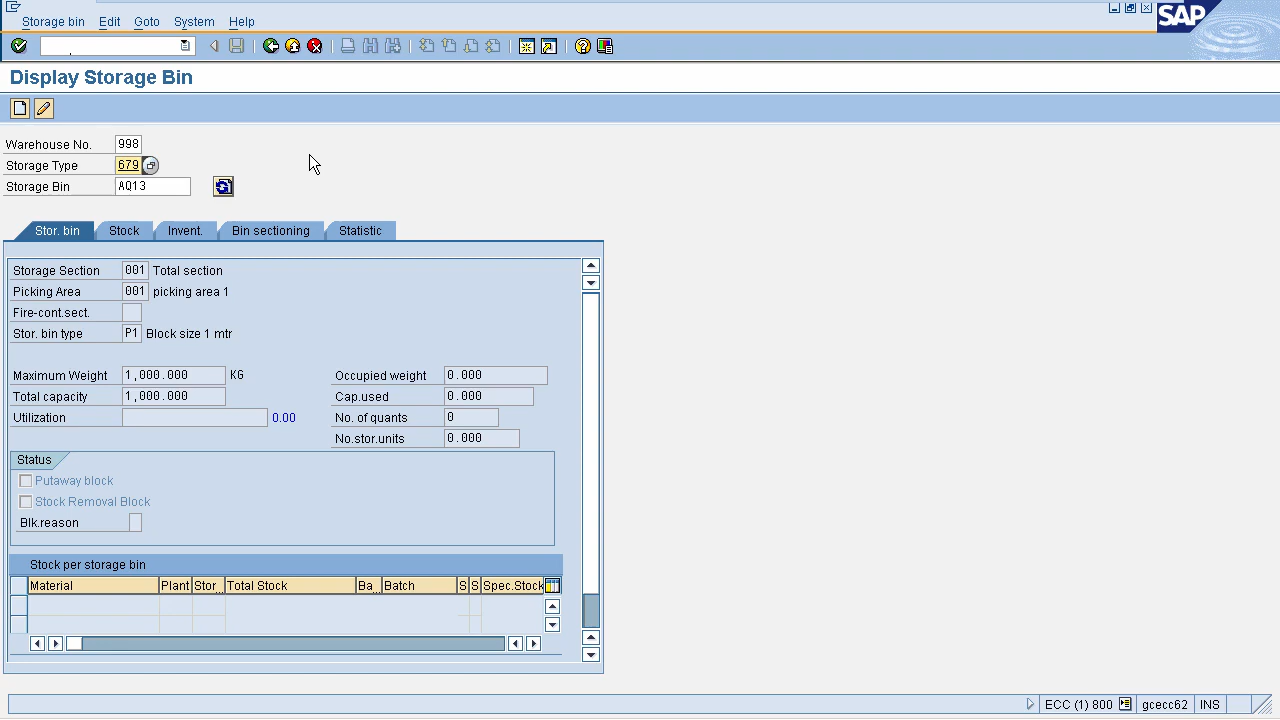 Storage bin Edit Goto System Help
SAP
Display Storage Bin
Warehouse No. 998
Storage Type 679
Storage Bin AQ13
Stor. bin Stock Invent. Bin sectioning Statistic
Storage Section 001 Total section
Picking Area 001 picking area 1
Fire-cont.sect.
Stor. bin type P1 Block size 1 mtr
Maximum Weight 1,000.000 KG Occupied weight 0.000
Total capacity 1,000.000 Cap.used 0.000
Utilization 0.00 No. of quants 0
No.stor.units 0.000
Status
Putaway block
Stock Removal Block
Blk.reason
Stock per storage bin
Material Plant Stor... Total Stock Ba... Batch S S Spec.Stock
ECC (1) 800 gcecc62 INS